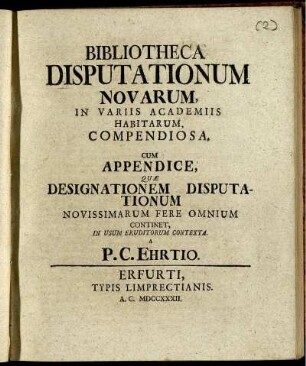 (2)
BIBLIOTHECA
DISPUTATIONUM
NOVARUM,
IN VARIIS ACADEMIIS
HABITARUM,
COMPENDIOSA.
CUM
APPENDICE,
QUÆ
DESIGNATIONEM DISPUTA-
TIONUM
NOVISSIMARUM FERE OMNIUM
CONTINET,
IN USUM ERUDITORUM CONTEXTA
A
P. C. EHRTIO.
ERFURTI,
TYPIS LIMPRECTIANIS.
A. C. MDCCXXXII.